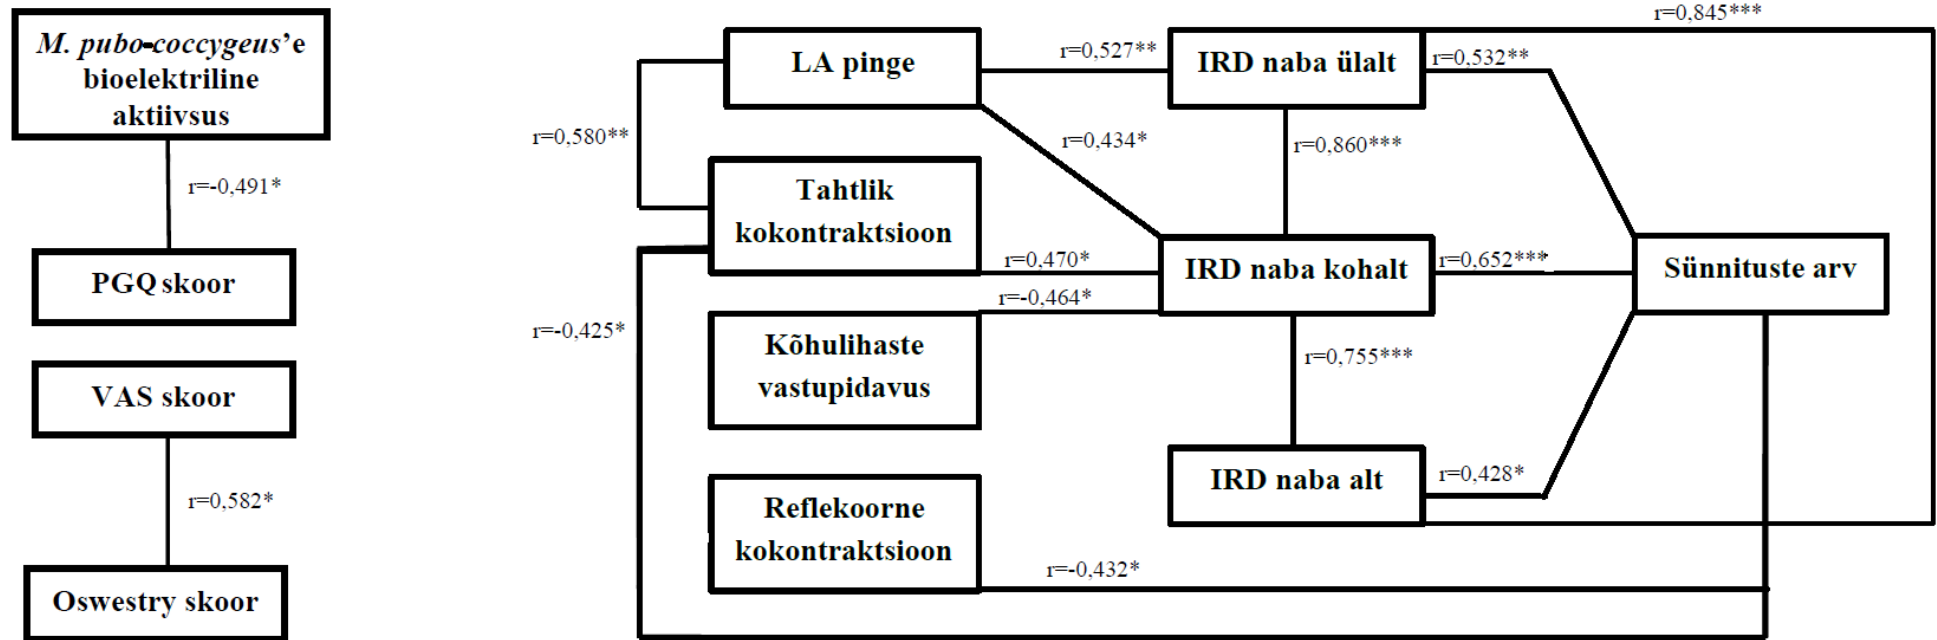 M. pubo-coccygeus'e
bioelektriline
aktiivsus
r=-0,491*
PGQ skoor
VAS skoor
r=0,582*
Oswestry skoor
r=0,845***
LA pinge
r=0,527**
IRD naba ülalt
r=0,532**
r=0,580**
r=0,434*
r=0,860***
Tahtlik
kokontraktsioon
r=0,470*
IRD naba kohalt
r=0,652***
Sünnituste arv
r=-0,464*
r=-0,425*
Kõhulihaste
vastupidavus
r=0,755***
IRD naba alt
r=0,428*
Reflekoorne
kokontraktsioon
r=-0,432*